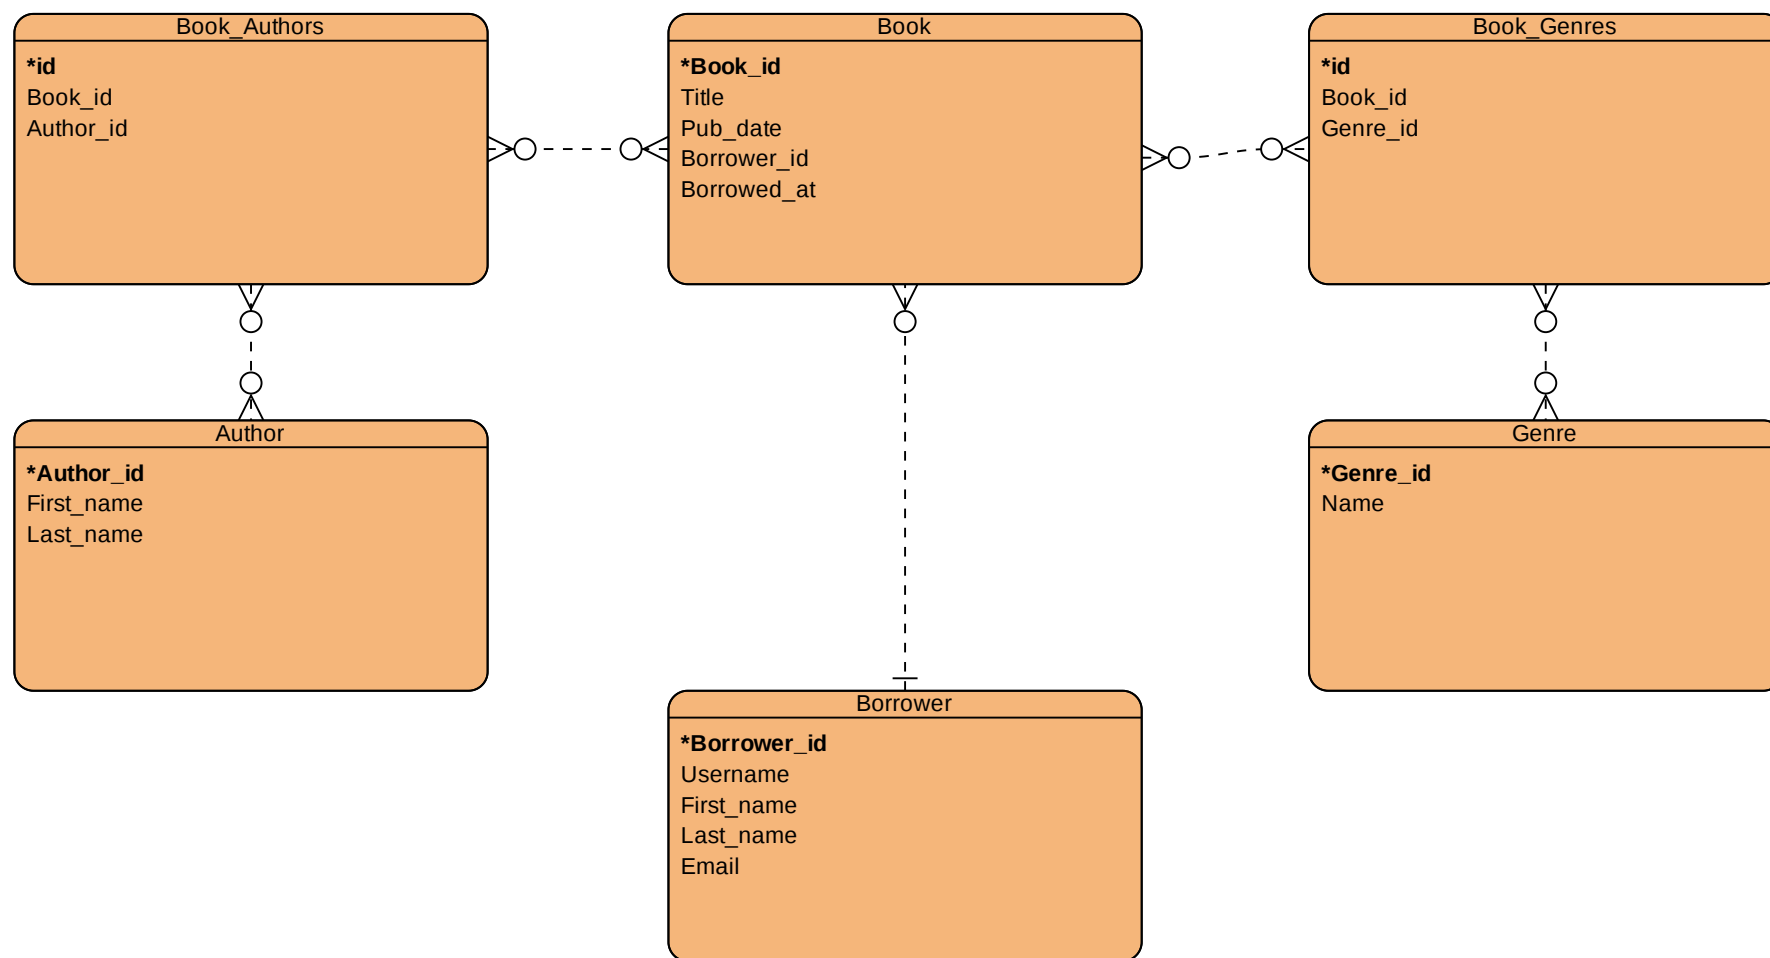 Book_Authors
*id
Book_id
Author_id
Book
*Book_id
Title
Pub_date
Borrower_id
Borrowed_at
Book_Genres
*id
Book_id
Genre_id
Author
*Author_id
First_name
Last_name
Genre
*Genre_id
Name
Borrower
*Borrower_id
Username
First_name
Last_name
Email